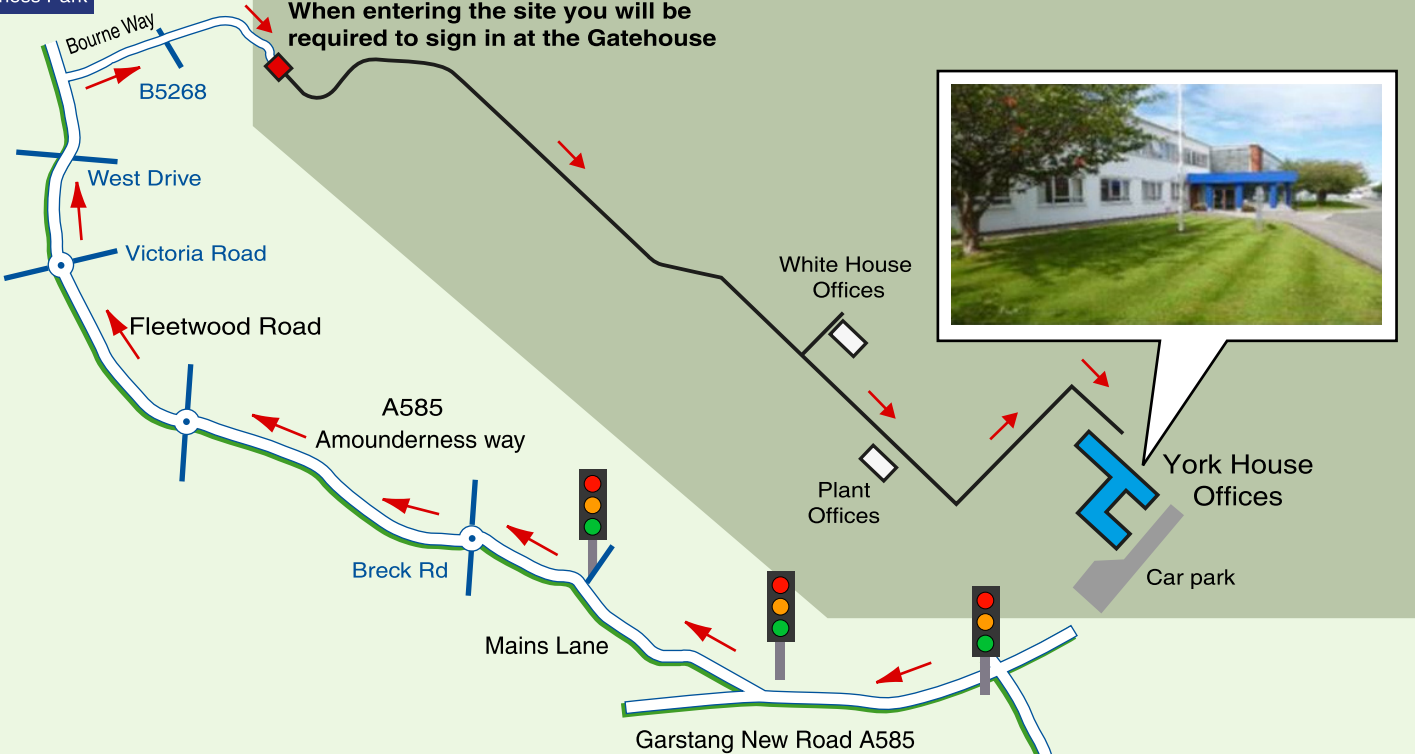 Park
Bourne Way
When entering the site you will be
required to sign in at the Gatehouse
B5268
West Drive
Victoria Road
Fleetwood Road
White House
Offices
A585
Amounderness way
Plant
Offices
York House
Offices
Breck Rd
Car park
Mains Lane
Garstang New Road A585